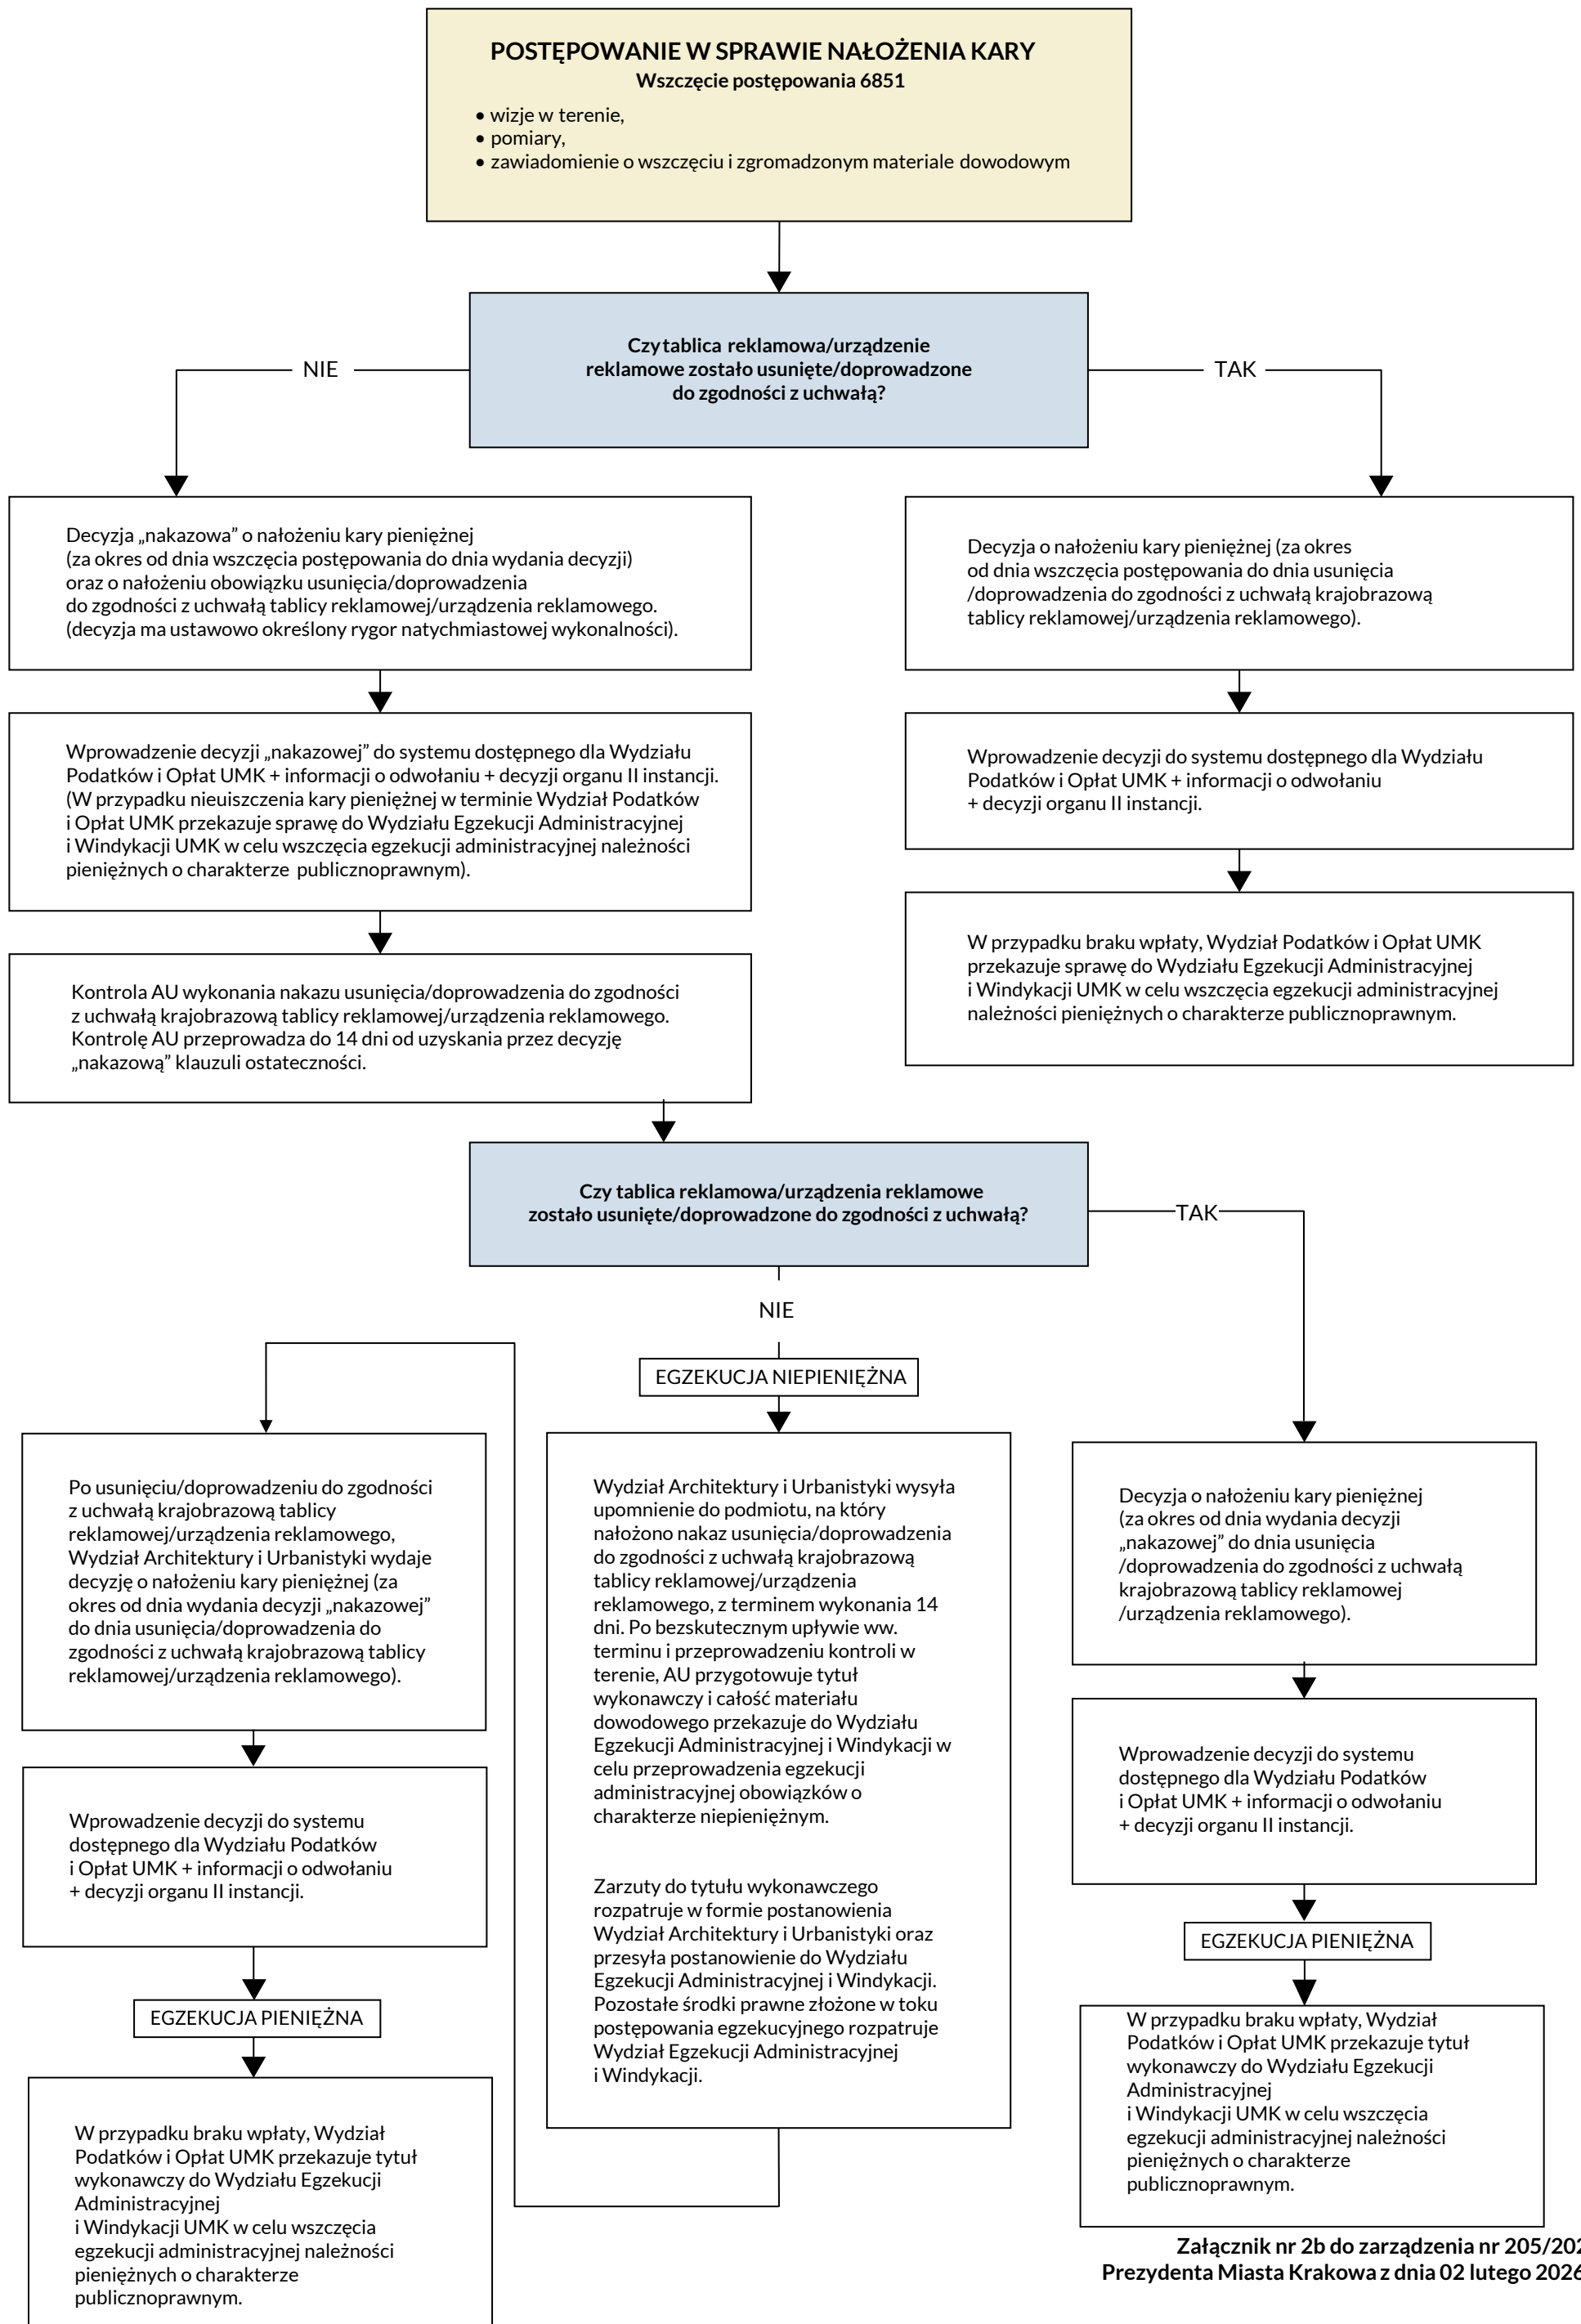 POSTĘPOWANIE W SPRAWIE NAŁOŻENIA KARY
Wszczęcie postępowania 6851
• wizje w terenie,
• pomiary,
• zawiadomienie o wszczęciu i zgromadzonym materiale dowodowym
Czy tablica reklamowa/urządzenie
reklamowe zostało usunięte/doprowadzone
do zgodności z uchwałą?
NIE
TAK
Decyzja „nakazowa” o nałożeniu kary pieniężnej
(za okres od dnia wszczęcia postępowania do dnia wydania decyzji)
oraz o nałożeniu obowiązku usunięcia/doprowadzenia
do zgodności z uchwałą tablicy reklamowej/urządzenia reklamowego.
(decyzja ma ustawowo określony rygor natychmiastowej wykonalności).
Decyzja o nałożeniu kary pieniężnej (za okres
od dnia wszczęcia postępowania do dnia usunięcia
/doprowadzenia do zgodności z uchwałą krajobrazową
tablicy reklamowej/urządzenia reklamowego).
Wprowadzenie decyzji „nakazowej” do systemu dostępnego dla Wydziału
Podatków i Opłat UMK + informacji o odwołaniu + decyzji organu II instancji.
(W przypadku nieuiszczenia kary pieniężnej w terminie Wydział Podatków
i Opłat UMK przekazuje sprawę do Wydziału Egzekucji Administracyjnej
i Windykacji UMK w celu wszczęcia egzekucji administracyjnej należności
pieniężnych o charakterze publicznoprawnym).
Wprowadzenie decyzji do systemu dostępnego dla Wydziału
Podatków i Opłat UMK + informacji o odwołaniu
+ decyzji organu II instancji.
Kontrola AU wykonania nakazu usunięcia/doprowadzenia do zgodności
z uchwałą krajobrazową tablicy reklamowej/urządzenia reklamowego.
Kontrolę AU przeprowadza do 14 dni od uzyskania przez decyzję
„nakazową” klauzuli ostateczności.
W przypadku braku wpłaty, Wydział Podatków i Opłat UMK
przekazuje sprawę do Wydziału Egzekucji Administracyjnej
i Windykacji UMK w celu wszczęcia egzekucji administracyjnej
należności pieniężnych o charakterze publicznoprawnym.
Czy tablica reklamowa/urządzenia reklamowe
zostało usunięte/doprowadzone do zgodności z uchwałą?
TAK
NIE
EGZEKUCJA NIEPIENIĘŻNA
Po usunięciu/doprowadzeniu do zgodności
z uchwałą krajobrazową tablicy
reklamowej/urządzenia reklamowego,
Wydział Architektury i Urbanistyki wydaje
decyzję o nałożeniu kary pieniężnej (za
okres od dnia wydania decyzji „nakazowej”
do dnia usunięcia/doprowadzenia do
zgodności z uchwałą krajobrazową tablicy
reklamowej/urządzenia reklamowego).
Wprowadzenie decyzji do systemu
dostępnego dla Wydziału Podatków
i Opłat UMK + informacji o odwołaniu
+ decyzji organu II instancji.
EGZEKUCJA PIENIĘŻNA
W przypadku braku wpłaty, Wydział
Podatków i Opłat UMK przekazuje tytuł
wykonawczy do Wydziału Egzekucji
Administracyjnej
i Windykacji UMK w celu wszczęcia
egzekucji administracyjnej należności
pieniężnych o charakterze
publicznoprawnym.
Wydział Architektury i Urbanistyki wysyła
upomnienie do podmiotu, na który
nałożono nakaz usunięcia/doprowadzenia
do zgodności z uchwałą krajobrazową
tablicy reklamowej/urządzenia
reklamowego, z terminem wykonania 14
dni. Po bezskutecznym upływie ww.
terminu i przeprowadzeniu kontroli w
terenie, AU przygotowuje tytuł
wykonawczy i całość materiału
dowodowego przekazuje do Wydziału
Egzekucji Administracyjnej i Windykacji w
celu przeprowadzenia egzekucji
administracyjnej obowiązków o
charakterze niepieniężnym.
Zarzuty do tytułu wykonawczego
rozpatruje w formie postanowienia
Wydział Architektury i Urbanistyki oraz
przesyła postanowienie do Wydziału
Egzekucji Administracyjnej i Windykacji.
Pozostałe środki prawne złożone w toku
postępowania egzekucyjnego rozpatruje
Wydział Egzekucji Administracyjnej
i Windykacji.
Decyzja o nałożeniu kary pieniężnej
(za okres od dnia wydania decyzji
„nakazowej” do dnia usunięcia
/doprowadzenia do zgodności z uchwałą
krajobrazową tablicy reklamowej
/urządzenia reklamowego).
Wprowadzenie decyzji do systemu
dostępnego dla Wydziału Podatków
i Opłat UMK + informacji o odwołaniu
+ decyzji organu II instancji.
EGZEKUCJA PIENIĘŻNA
W przypadku braku wpłaty, Wydział
Podatków i Opłat UMK przekazuje tytuł
wykonawczy do Wydziału Egzekucji
Administracyjnej
i Windykacji UMK w celu wszczęcia
egzekucji administracyjnej należności
pieniężnych o charakterze
publicznoprawnym.
Załącznik nr 2b do zarządzenia nr 205/202
Prezydenta Miasta Krakowa z dnia 02 lutego 2026